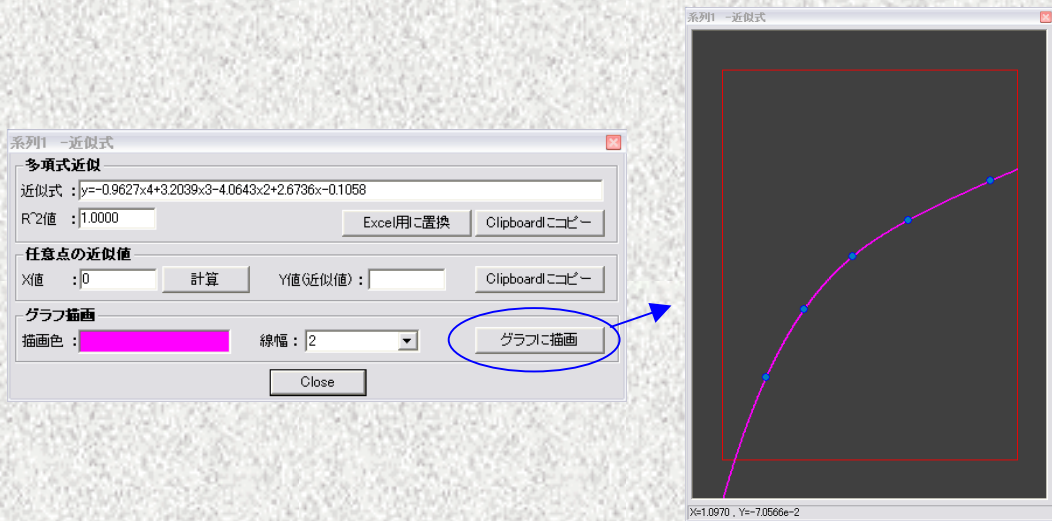 系列1 -近似式
多項式近似
近似式 : y=-0.9627x4+3.2039x3-4.0643x2+2.6736x-0.1058
R^2値 : 1.0000 Excel用に置換 Clipboardにコピー
任意点の近似値
X値 : 0 計算 Y値(近似値) : Clipboardにコピー
グラフ描画
描画色 : 線幅 : 2 グラフに描画
Close
系列1 -近似式
X=1.0970 , Y=-7.0566e-2